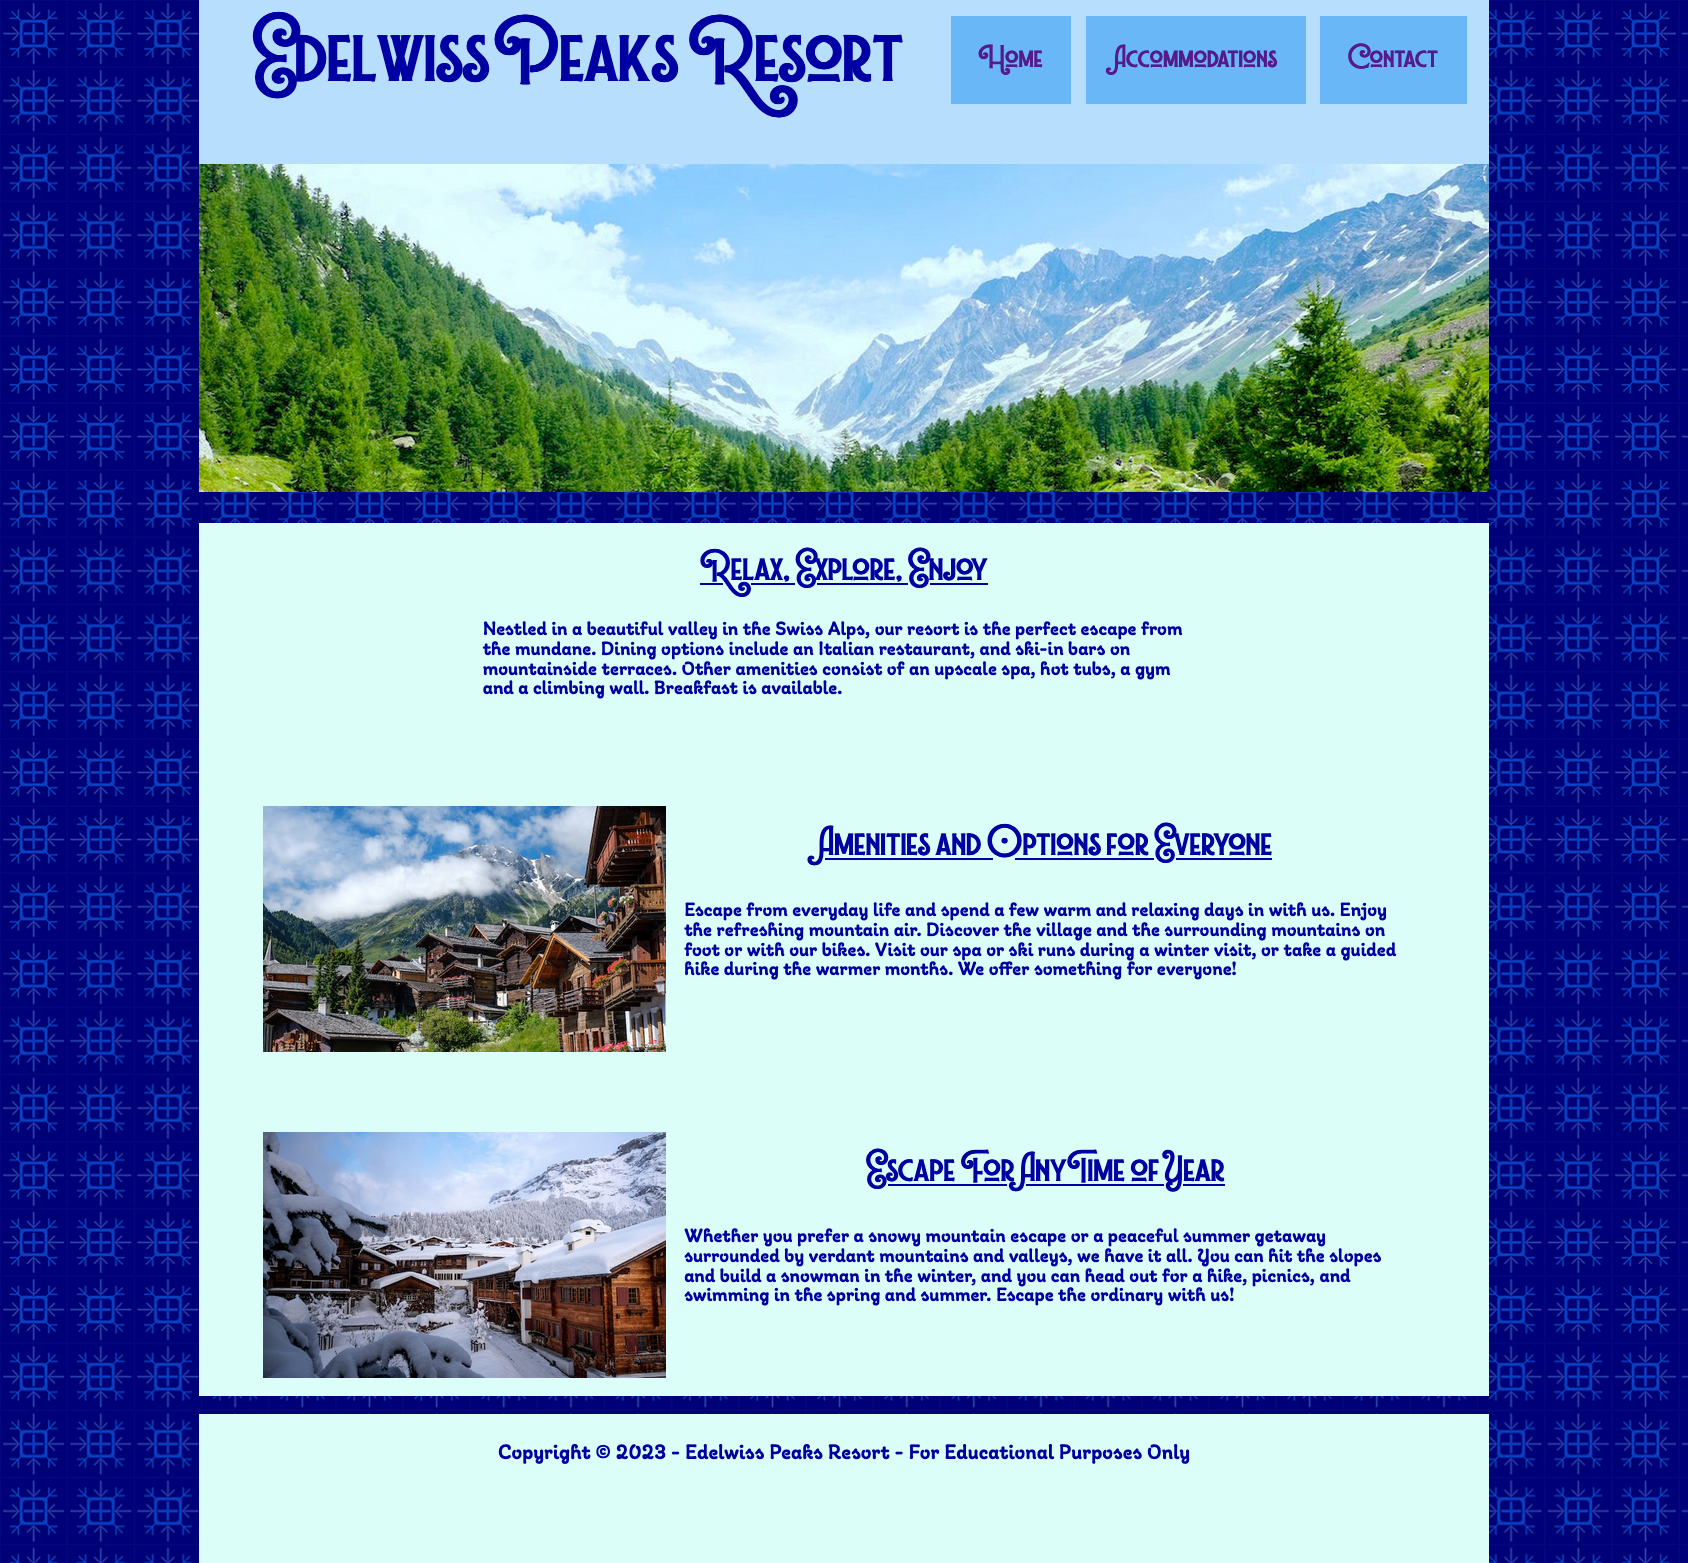 Edelwiss Peaks Resort
Home
Accommodations
Contact
Relax, Explore, Enjoy
Nestled in a beautiful valley in the Swiss Alps, our resort is the perfect escape from
the mundane. Dining options include an Italian restaurant, and ski-in bars on
mountainside terraces. Other amenities consist of an upscale spa, hot tubs, a gym
and a climbing wall. Breakfast is available.
Amenities and Options for Everyone
Escape from everyday life and spend a few warm and relaxing days in with us. Enjoy
the refreshing mountain air. Discover the village and the surrounding mountains on
foot or with our bikes. Visit our spa or ski runs during a winter visit, or take a guided
hike during the warmer months. We offer something for everyone!
Escape For Any Time of Year
Whether you prefer a snowy mountain escape or a peaceful summer getaway
surrounded by verdant mountains and valleys, we have it all. You can hit the slopes
and build a snowman in the winter, and you can head out for a hike, picnics, and
swimming in the spring and summer. Escape the ordinary with us!
Copyright © 2023 - Edelwiss Peaks Resort - For Educational Purposes Only